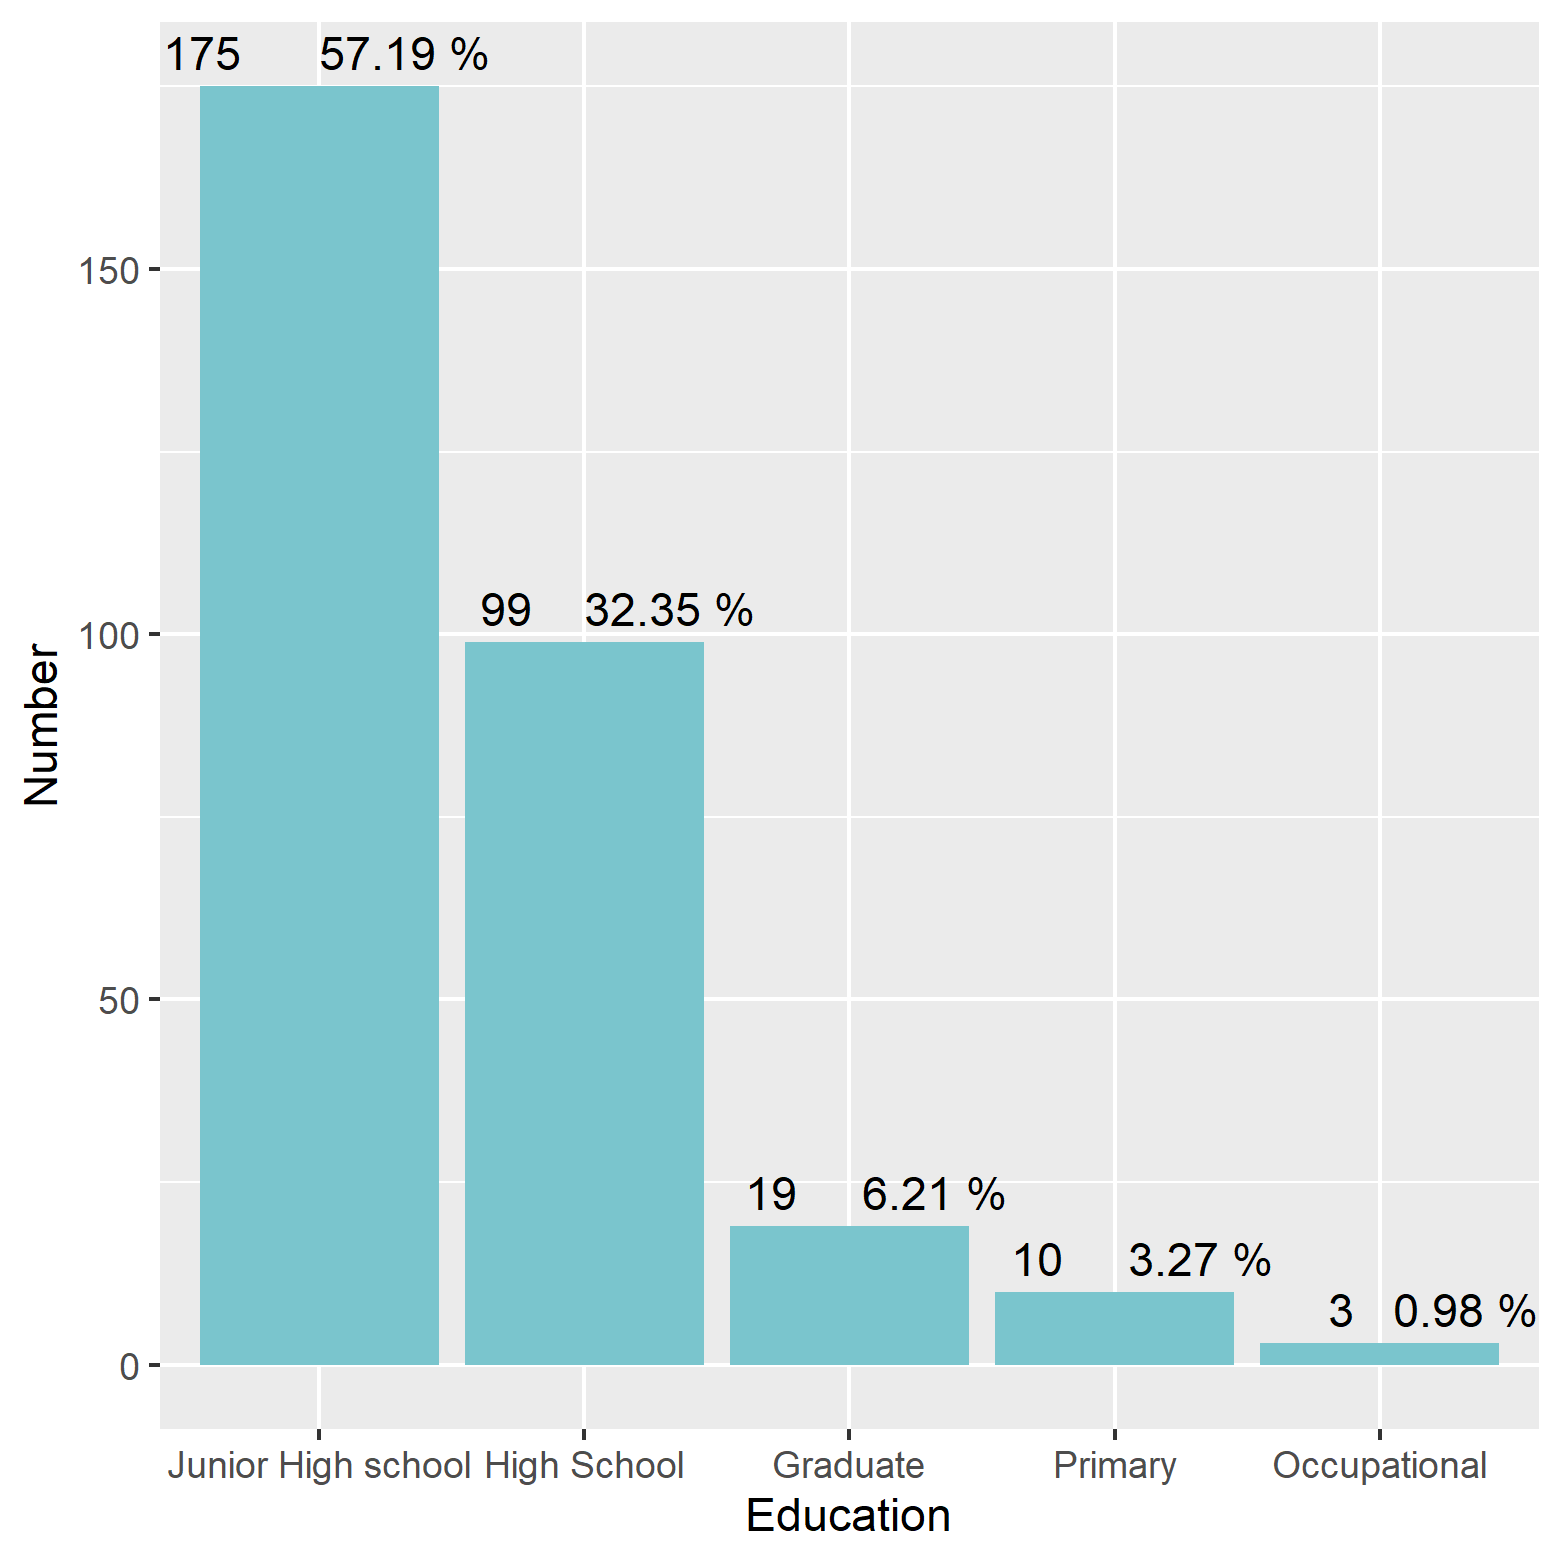 175 57.19 %
150
99 32.35 %
100
Number
50
19 6.21 %
10 3.27 %
3 0.98 %
0
Junior High school High School Graduate Primary Occupational
Education